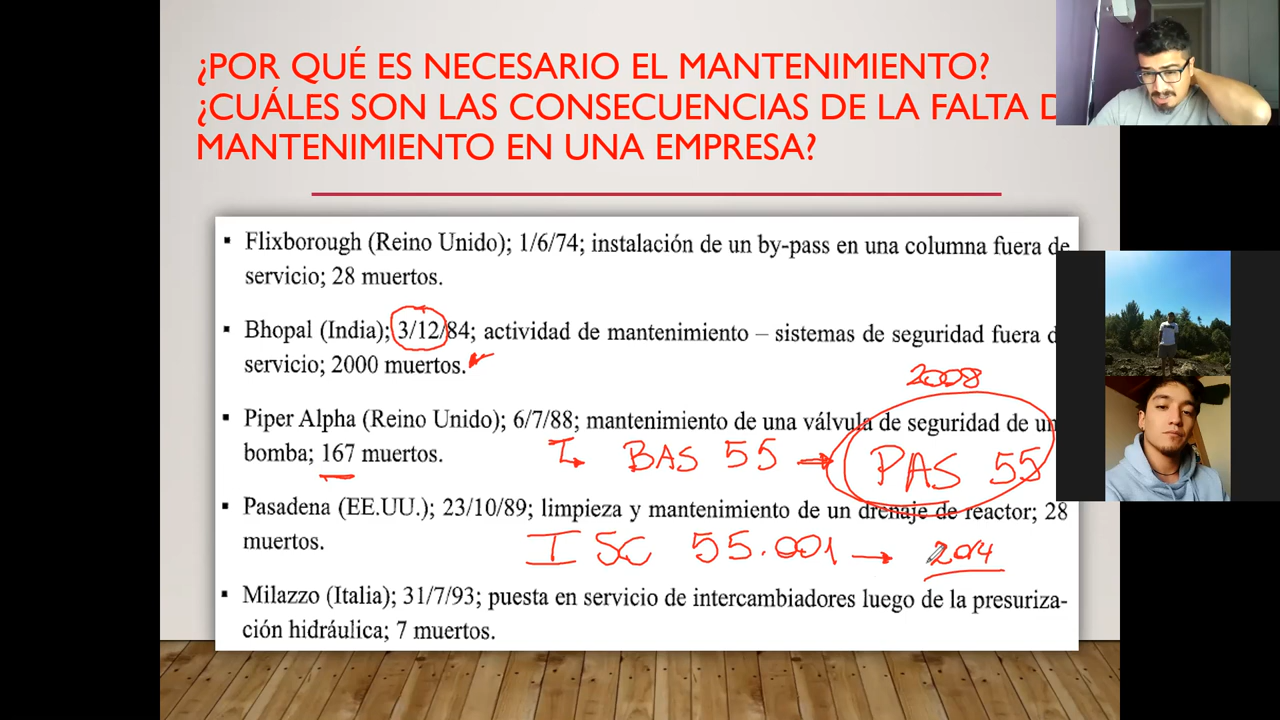 ¿POR QUÉ ES NECESARIO EL MANTENIMIENTO?
¿CUÁLES SON LAS CONSECUENCIAS DE LA FALTA D
MANTENIMIENTO EN UNA EMPRESA?
▪ Flixborough (Reino Unido); 1/6/74; instalación de un by-pass en una columna fuera de
servicio; 28 muertos.
▪ Bhopal (India); 3/12/84; actividad de mantenimiento – sistemas de seguridad fuera d
servicio; 2000 muertos.
2008
▪ Piper Alpha (Reino Unido); 6/7/88; mantenimiento de una válvula de seguridad de un
bomba; 167 muertos.
BAS 55 → PAS 55
▪ Pasadena (EE.UU.); 23/10/89; limpieza y mantenimiento de un drenaje de reactor; 28
muertos.
ISO 55.001 → 2014
▪ Milazzo (Italia); 31/7/93; puesta en servicio de intercambiadores luego de la presuriza-
ción hidráulica; 7 muertos.